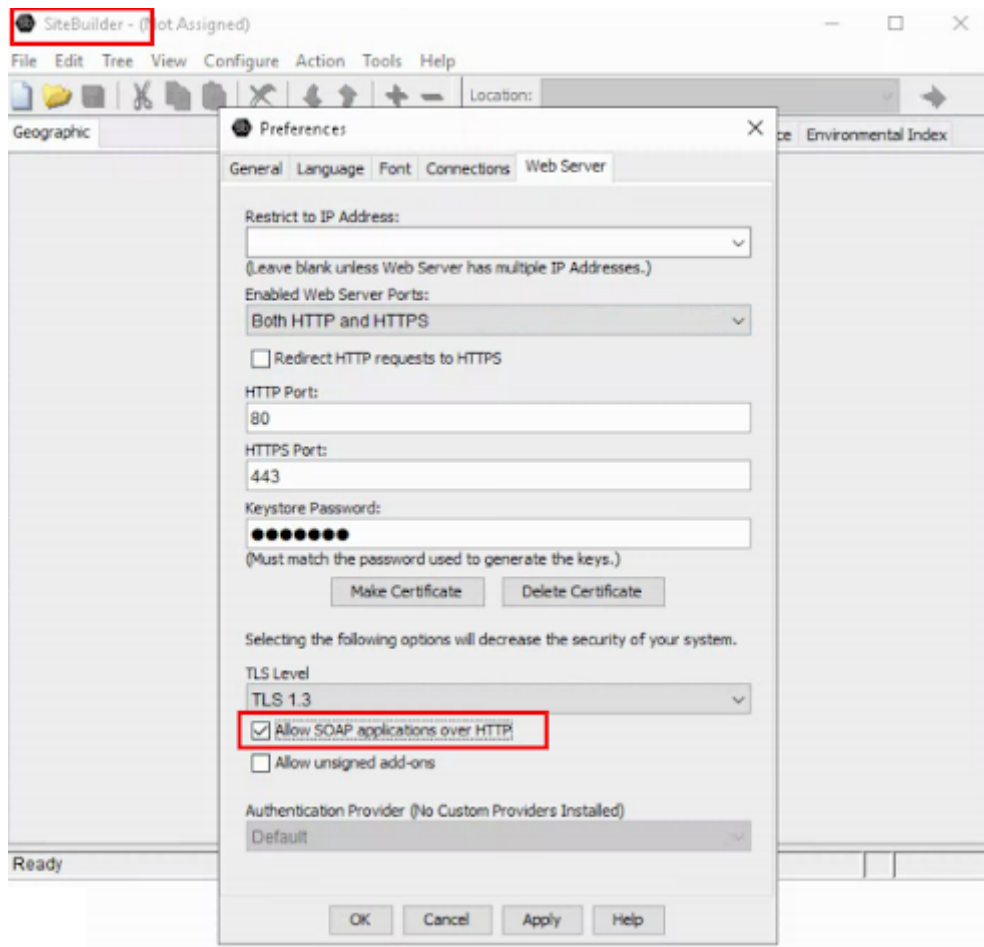 SiteBuilder - (Not Assigned)
File Edit Tree View Configure Action Tools Help
Location:
Geographic
Environmental Index
Preferences
General Language Font Connections Web Server
Restrict to IP Address:
(Leave blank unless Web Server has multiple IP Addresses.)
Enabled Web Server Ports:
Both HTTP and HTTPS
Redirect HTTP requests to HTTPS
HTTP Port:
80
HTTPS Port:
443
Keystore Password:
●●●●●●●
(Must match the password used to generate the keys.)
Make Certificate Delete Certificate
Selecting the following options will decrease the security of your system.
TLS Level
TLS 1.3
Allow SOAP applications over HTTP
Allow unsigned add-ons
Authentication Provider (No Custom Providers Installed)
Default
Ready
OK Cancel Apply Help